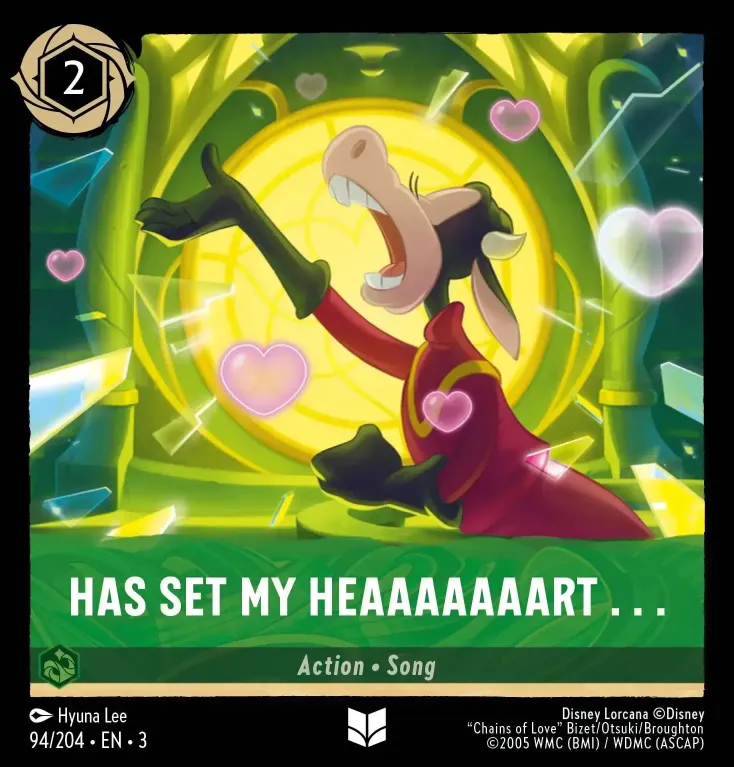 2
HAS SET MY HEAAAAAAART . . .
Action • Song
Hyuna Lee
94/204 • EN • 3
Disney Lorcana ©Disney
“Chains of Love” Bizet/Otsuki/Broughton
©2005 WMC (BMI) / WDMC (ASCAP)